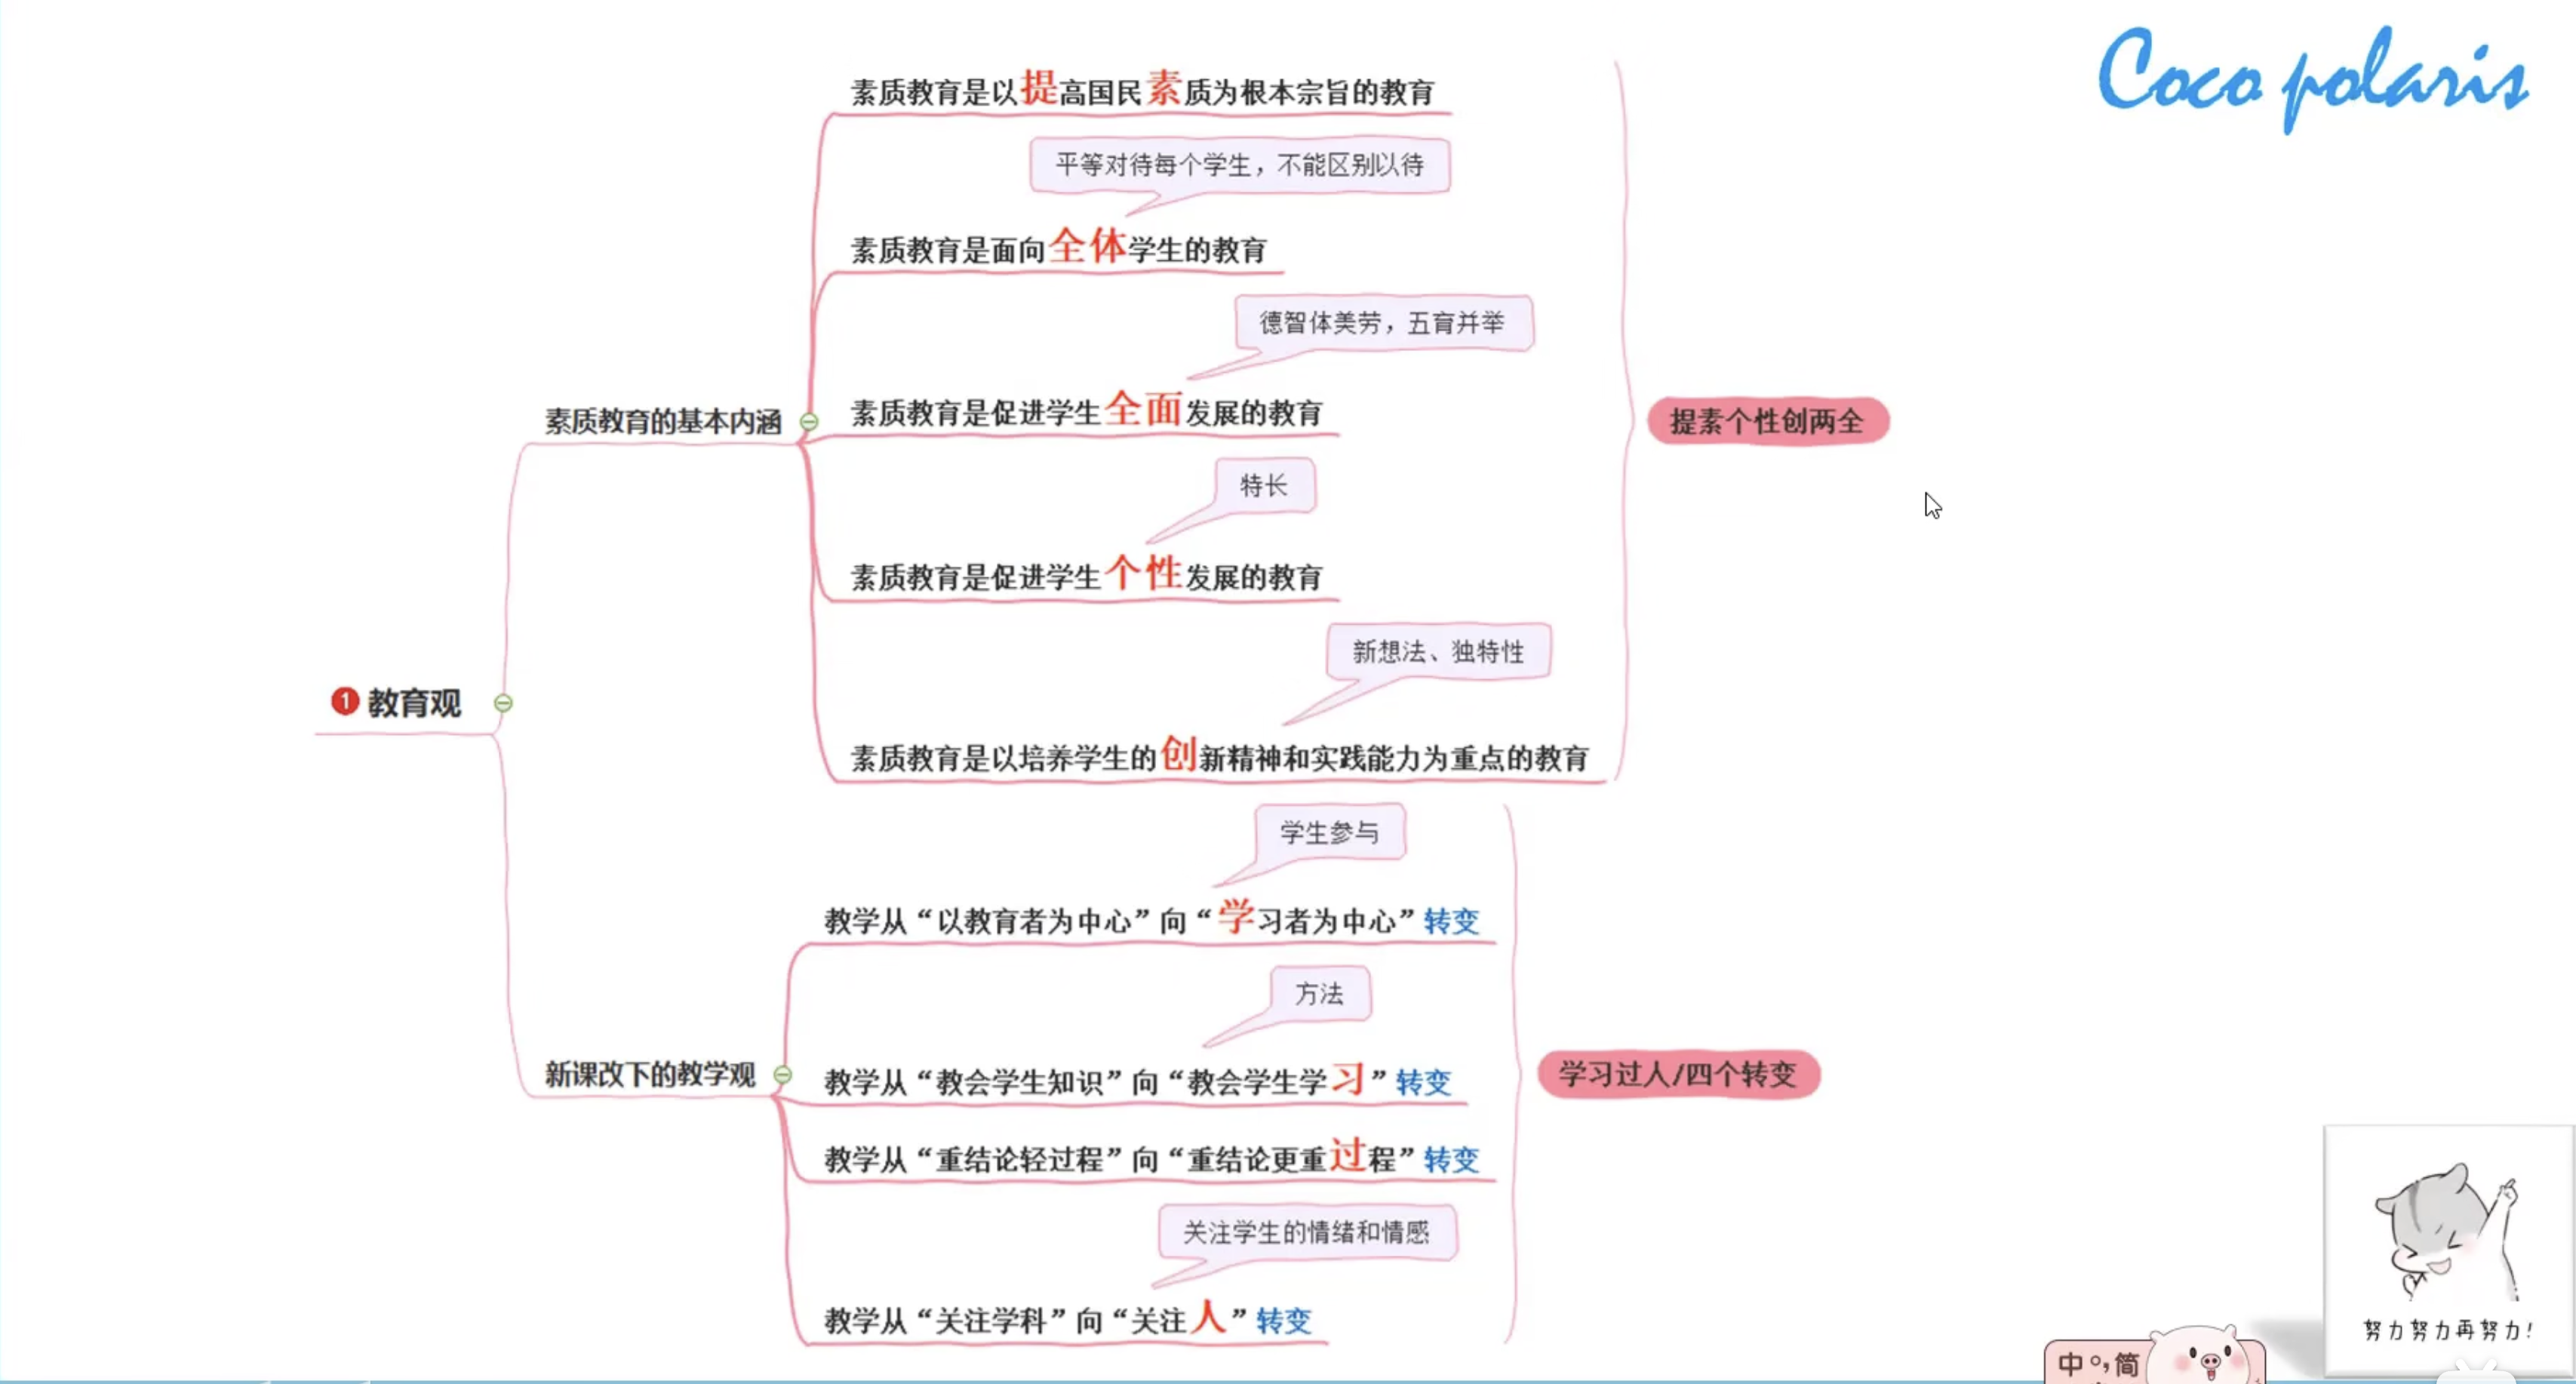 Coco polaris
素质教育是以提高国民素质为根本宗旨的教育
平等对待每个学生，不能区别以待
素质教育是面向全体学生的教育
德智体美劳，五育并举
素质教育的基本内涵
素质教育是促进学生全面发展的教育
提素个性创两全
特长
素质教育是促进学生个性发展的教育
新想法、独特性
1 教育观
素质教育是以培养学生的创新精神和实践能力为重点的教育
学生参与
教学从“以教育者为中心”向“学习者为中心”转变
方法
新课改下的教学观
教学从“教会学生知识”向“教会学生学习”转变
学习过人/四个转变
教学从“重结论轻过程”向“重结论更重过程”转变
关注学生的情绪和情感
教学从“关注学科”向“关注人”转变
努力努力再努力!
中 °, 简